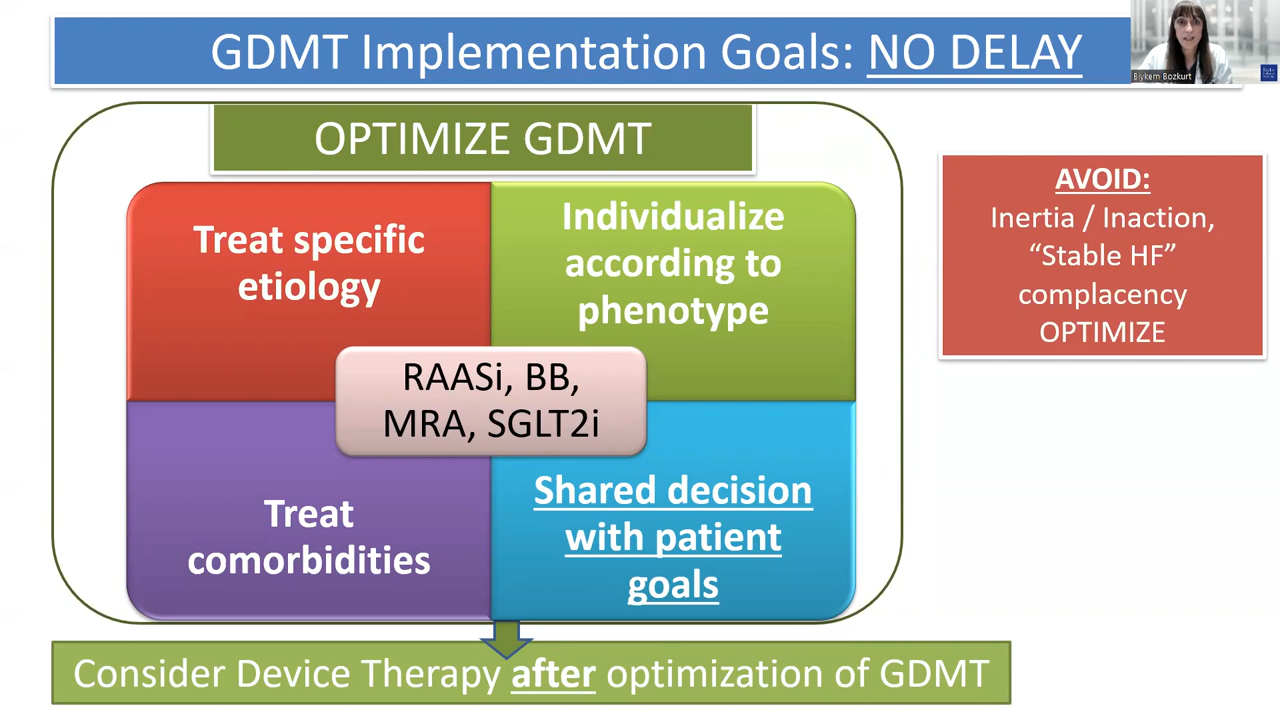 GDMT Implementation Goals: NO DELAY
Biykem Bozkurt
OPTIMIZE GDMT
Treat specific
etiology
Individualize
according to
phenotype
RAASi, BB,
MRA, SGLT2i
Treat
comorbidities
Shared decision
with patient
goals
AVOID:
Inertia / Inaction,
“Stable HF”
complacency
OPTIMIZE
Consider Device Therapy after optimization of GDMT